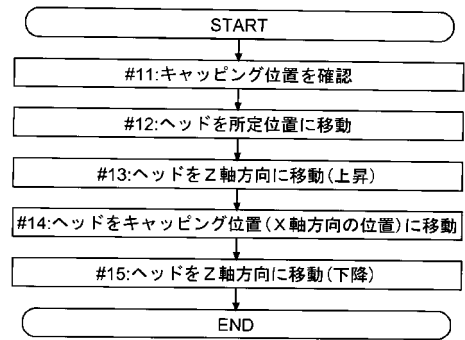 START
#11:キャッピング位置を確認
#12:ヘッドを所定位置に移動
#13:ヘッドをZ軸方向に移動(上昇)
#14:ヘッドをキャッピング位置(X軸方向の位置)に移動
#15:ヘッドをZ軸方向に移動(下降)
END